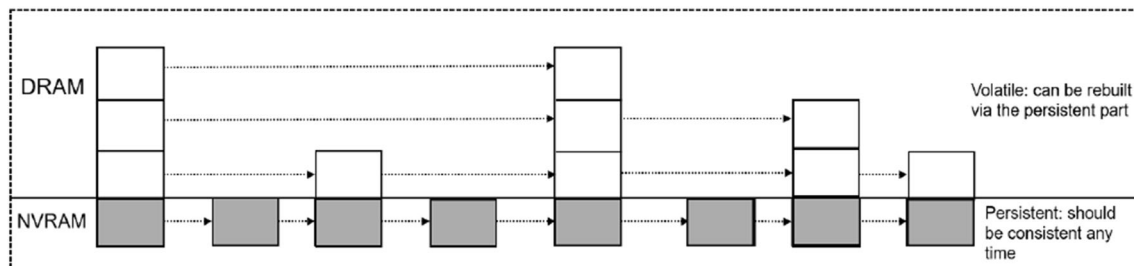 DRAM
Volatile: can be rebuilt
via the persistent part
NVRAM
Persistent: should
be consistent any
time